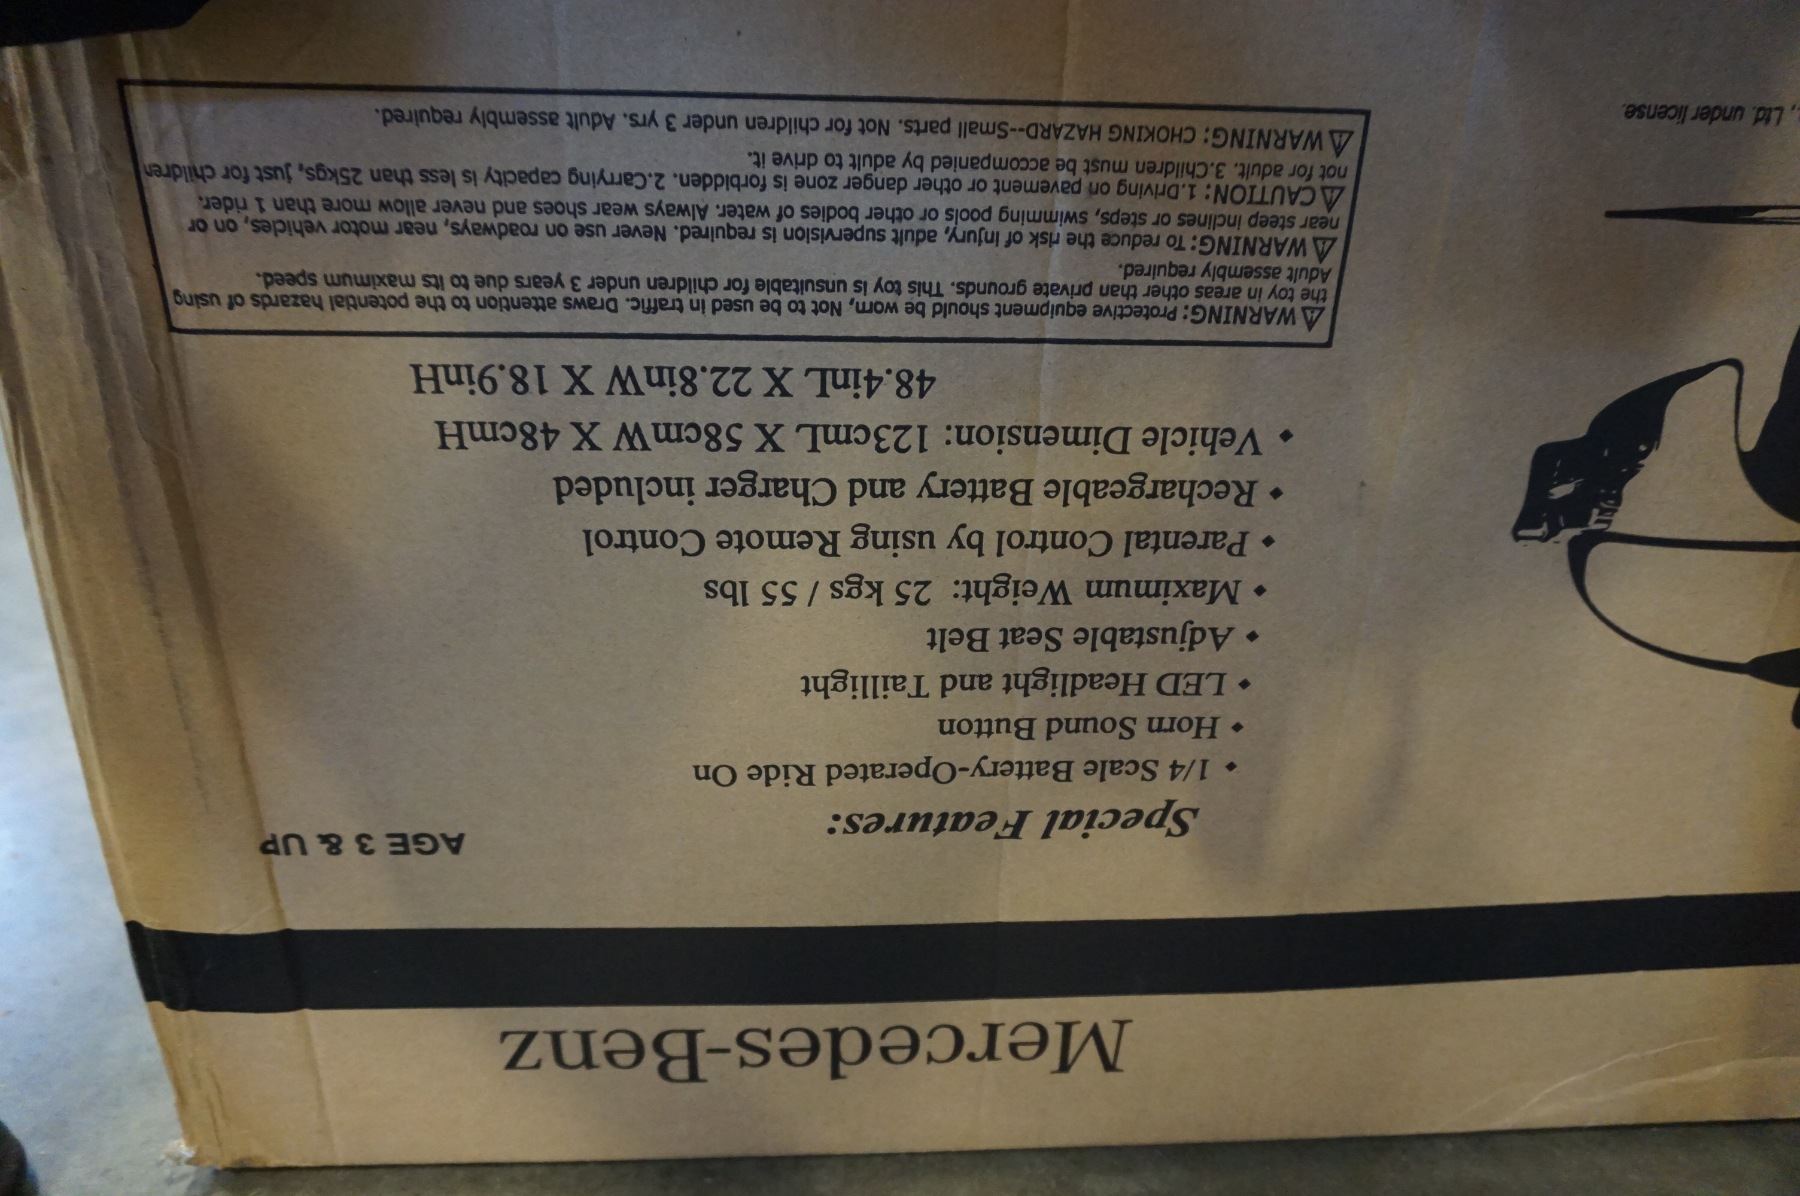 Mercedes-Benz
AGE 3 & UP
Special Features:
• 1/4 Scale Battery-Operated Ride On
• Horn Sound Button
• LED Headlight and Taillight
• Adjustable Seat Belt
• Maximum Weight: 25 kgs / 55 lbs
• Parental Control by using Remote Control
• Rechargeable Battery and Charger included
• Vehicle Dimension: 123cmL X 58cmW X 48cmH
48.4inL X 22.8inW X 18.9inH
⚠ WARNING: Protective equipment should be worn, Not to be used in traffic. Draws attention to the potential hazards of using
the toy in areas other than private grounds. This toy is unsuitable for children under 3 years due to its maximum speed.
Adult assembly required.
⚠ WARNING: To reduce the risk of injury, adult supervision is required. Never use on roadways, near motor vehicles, on or
near steep inclines or steps, swimming pools or other bodies of water. Always wear shoes and never allow more than 1 rider.
⚠ CAUTION: 1.Driving on pavement or other danger zone is forbidden. 2.Carrying capacity is less than 25kgs, just for children
not for adult. 3.Children must be accompanied by adult to drive it.
⚠ WARNING: CHOKING HAZARD--Small parts. Not for children under 3 yrs. Adult assembly required.
., Ltd. under license.